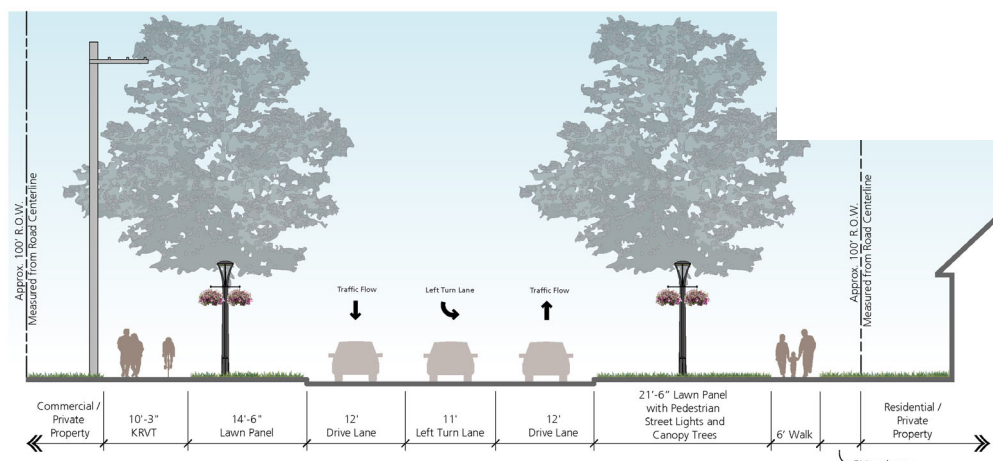 Approx. 100' R.O.W.
Measured from Road Centerline
Approx. 100' R.O.W.
Measured from Road Centerline
Traffic Flow
Left Turn Lane
Traffic Flow
Commercial /
Private
Property
10'-3"
KRVT
14'-6"
Lawn Panel
12'
Drive Lane
11'
Left Turn Lane
12'
Drive Lane
21'-6" Lawn Panel
with Pedestrian
Street Lights and
Canopy Trees
6' Walk
Residential /
Private
Property